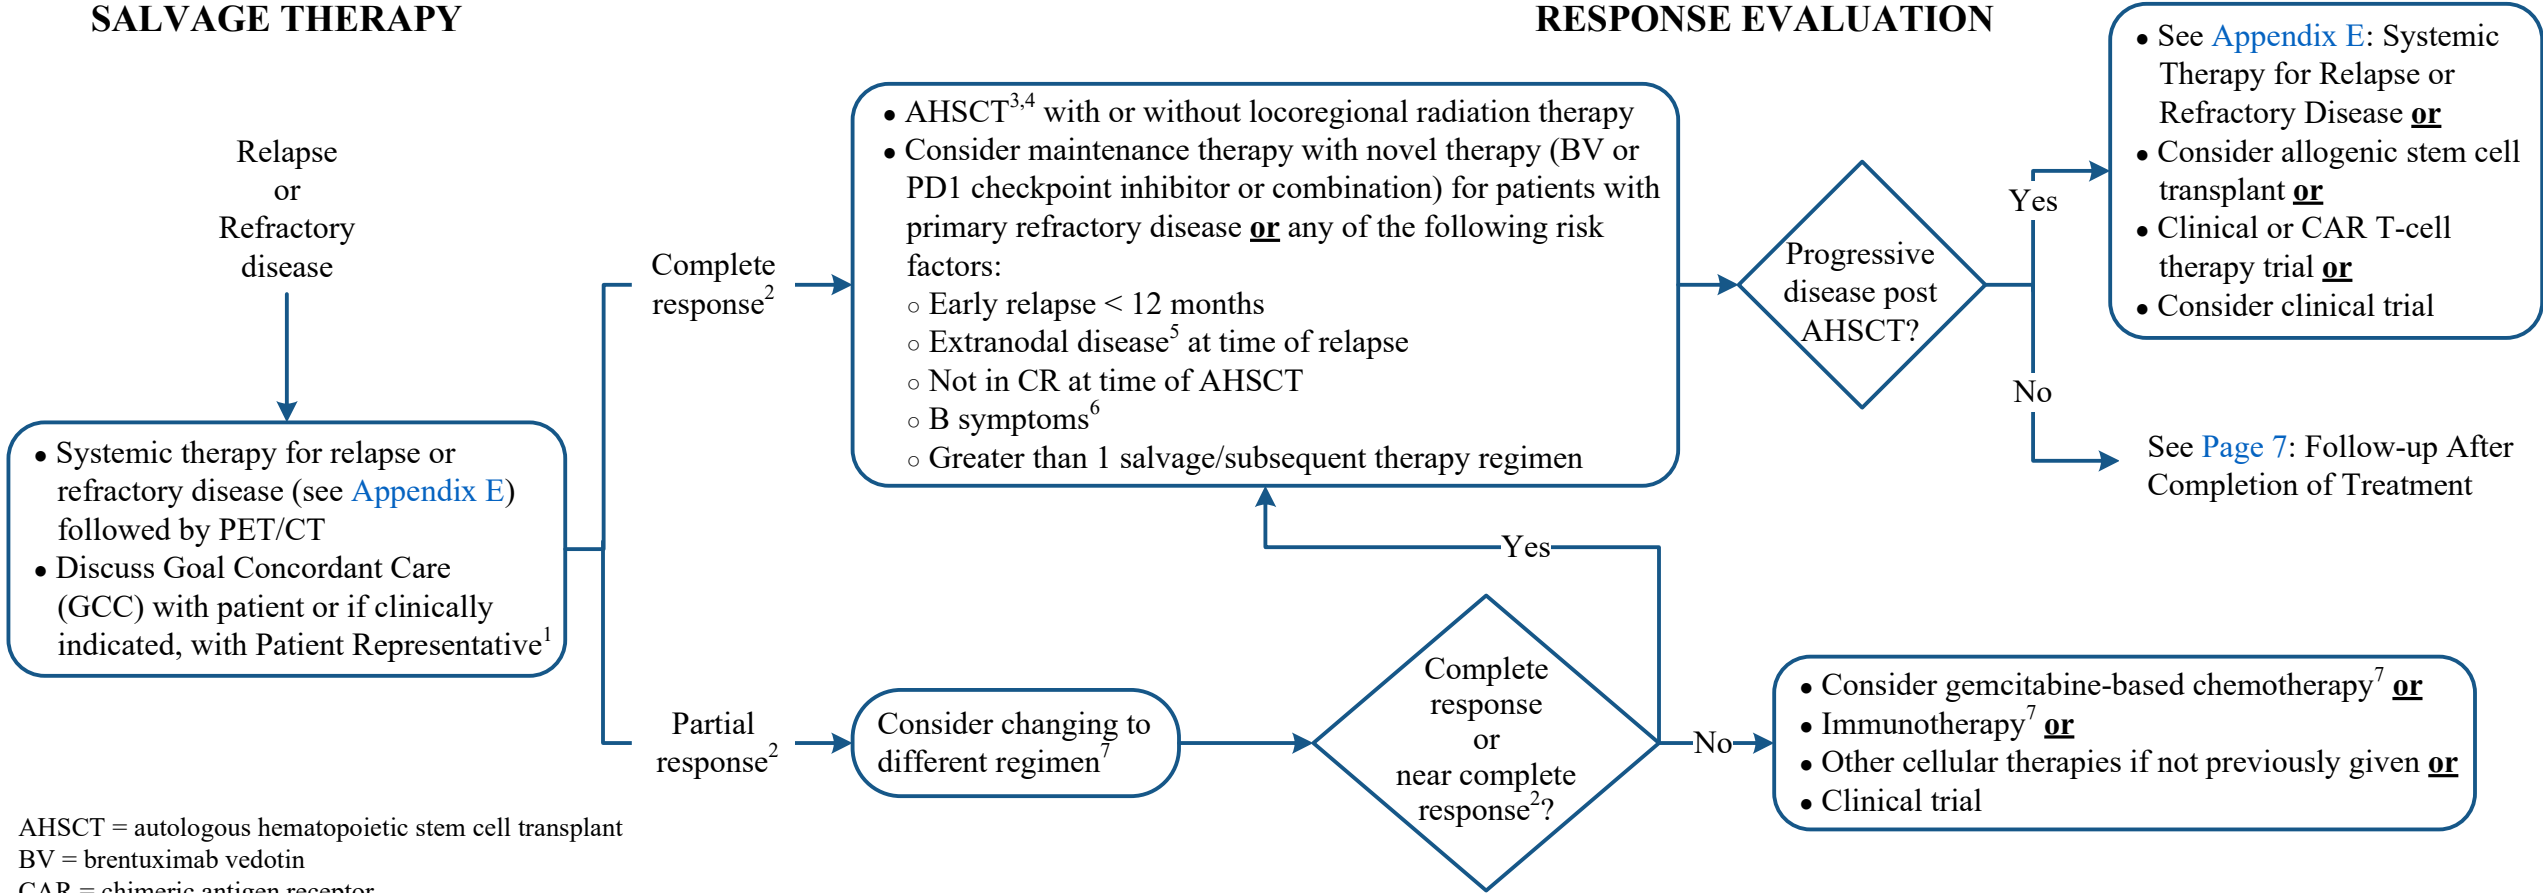 SALVAGE THERAPY
RESPONSE EVALUATION
Relapse
or
Refractory
disease
• Systemic therapy for relapse or
refractory disease (see Appendix E)
followed by PET/CT
• Discuss Goal Concordant Care
(GCC) with patient or if clinically
indicated, with Patient Representative¹
Complete
response²
• AHSCT³,⁴ with or without locoregional radiation therapy
• Consider maintenance therapy with novel therapy (BV or
PD1 checkpoint inhibitor or combination) for patients with
primary refractory disease or any of the following risk
factors:
○ Early relapse < 12 months
○ Extranodal disease⁵ at time of relapse
○ Not in CR at time of AHSCT
○ B symptoms⁶
○ Greater than 1 salvage/subsequent therapy regimen
Progressive
disease post
AHSCT?
Yes
• See Appendix E: Systemic
Therapy for Relapse or
Refractory Disease or
• Consider allogenic stem cell
transplant or
• Clinical or CAR T-cell
therapy trial or
• Consider clinical trial
No
See Page 7: Follow-up After
Completion of Treatment
Partial
response²
Consider changing to
different regimen⁷
Complete
response
or
near complete
response²?
Yes
No
• Consider gemcitabine-based chemotherapy⁷ or
• Immunotherapy⁷ or
• Other cellular therapies if not previously given or
• Clinical trial
AHSCT = autologous hematopoietic stem cell transplant
BV = brentuximab vedotin
CAR = chimeric antigen receptor